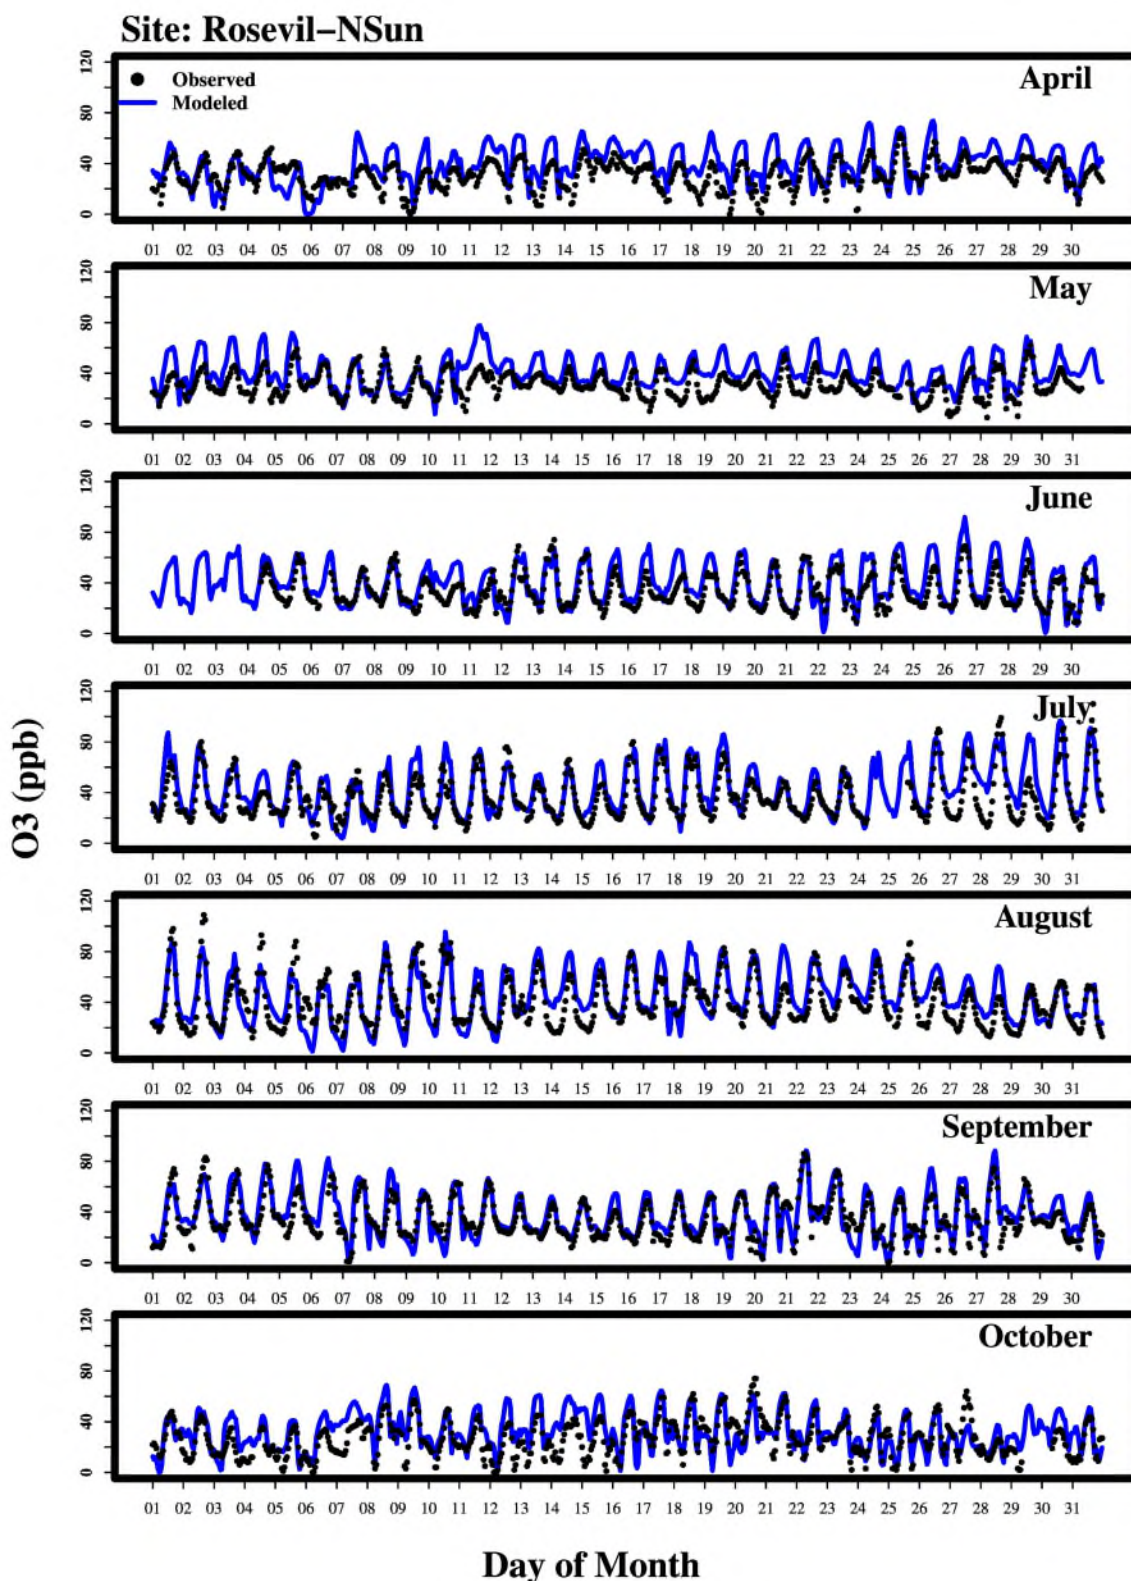 Site: Rosevil-NSun
Observed
Modeled
April
0 40 80 120
01 02 03 04 05 06 07 08 09 10 11 12 13 14 15 16 17 18 19 20 21 22 23 24 25 26 27 28 29 30
May
0 40 80 120
01 02 03 04 05 06 07 08 09 10 11 12 13 14 15 16 17 18 19 20 21 22 23 24 25 26 27 28 29 30 31
June
0 40 80 120
01 02 03 04 05 06 07 08 09 10 11 12 13 14 15 16 17 18 19 20 21 22 23 24 25 26 27 28 29 30
July
0 40 80 120
01 02 03 04 05 06 07 08 09 10 11 12 13 14 15 16 17 18 19 20 21 22 23 24 25 26 27 28 29 30 31
August
0 40 80 120
01 02 03 04 05 06 07 08 09 10 11 12 13 14 15 16 17 18 19 20 21 22 23 24 25 26 27 28 29 30 31
September
0 40 80 120
01 02 03 04 05 06 07 08 09 10 11 12 13 14 15 16 17 18 19 20 21 22 23 24 25 26 27 28 29 30
October
0 40 80 120
01 02 03 04 05 06 07 08 09 10 11 12 13 14 15 16 17 18 19 20 21 22 23 24 25 26 27 28 29 30 31
O3 (ppb)
Day of Month